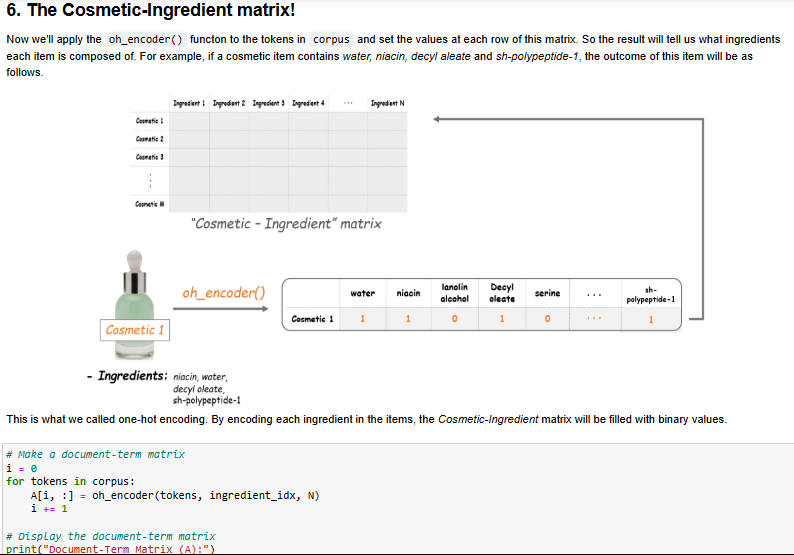 6. The Cosmetic-Ingredient matrix!
Now we'll apply the oh_encoder() functon to the tokens in corpus and set the values at each row of this matrix. So the result will tell us what ingredients
each item is composed of. For example, if a cosmetic item contains water, niacin, decyl aleate and sh-polypeptide-1, the outcome of this item will be as
follows.
Ingredient 1 Ingredient 2 Ingredient 3 Ingredient 4 ... Ingredient N
Cosmetic 1
Cosmetic 2
Cosmetic 3
⋮
Cosmetic M
"Cosmetic - Ingredient" matrix
oh_encoder()
Cosmetic 1
water niacin lanolin alcohol Decyl oleate serine ... sh-polypeptide-1
Cosmetic 1 1 1 0 1 0 ... 1
- Ingredients: niacin, water,
decyl oleate,
sh-polypeptide-1
This is what we called one-hot encoding. By encoding each ingredient in the items, the Cosmetic-Ingredient matrix will be filled with binary values.
# Make a document-term matrix
i = 0
for tokens in corpus:
    A[i, :] = oh_encoder(tokens, ingredient_idx, N)
    i += 1
# Display the document-term matrix
print("Document-Term Matrix (A):")